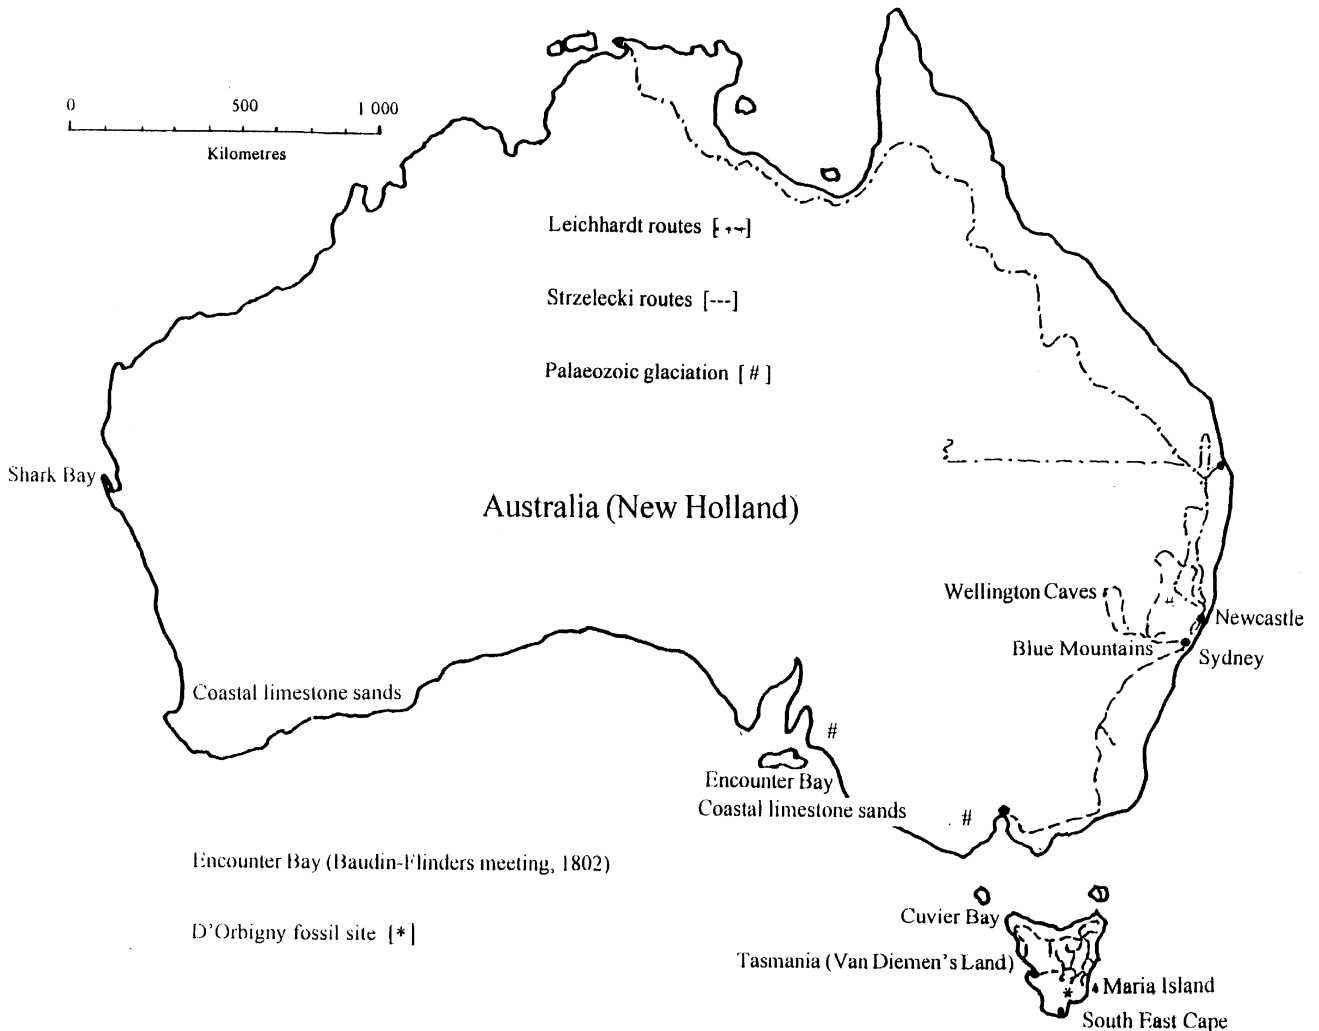 0 500 1 000
Kilometres
Leichhardt routes [-·-·-]
Strzelecki routes [---]
Palaeozoic glaciation [ # ]
Shark Bay
Australia (New Holland)
Wellington Caves
#
Newcastle
Blue Mountains
Sydney
Coastal limestone sands
#
Encounter Bay
Coastal limestone sands
#
Encounter Bay (Baudin-Flinders meeting, 1802)
Cuvier Bay
D'Orbigny fossil site [*]
Tasmania (Van Diemen's Land)
Maria Island
*
South East Cape